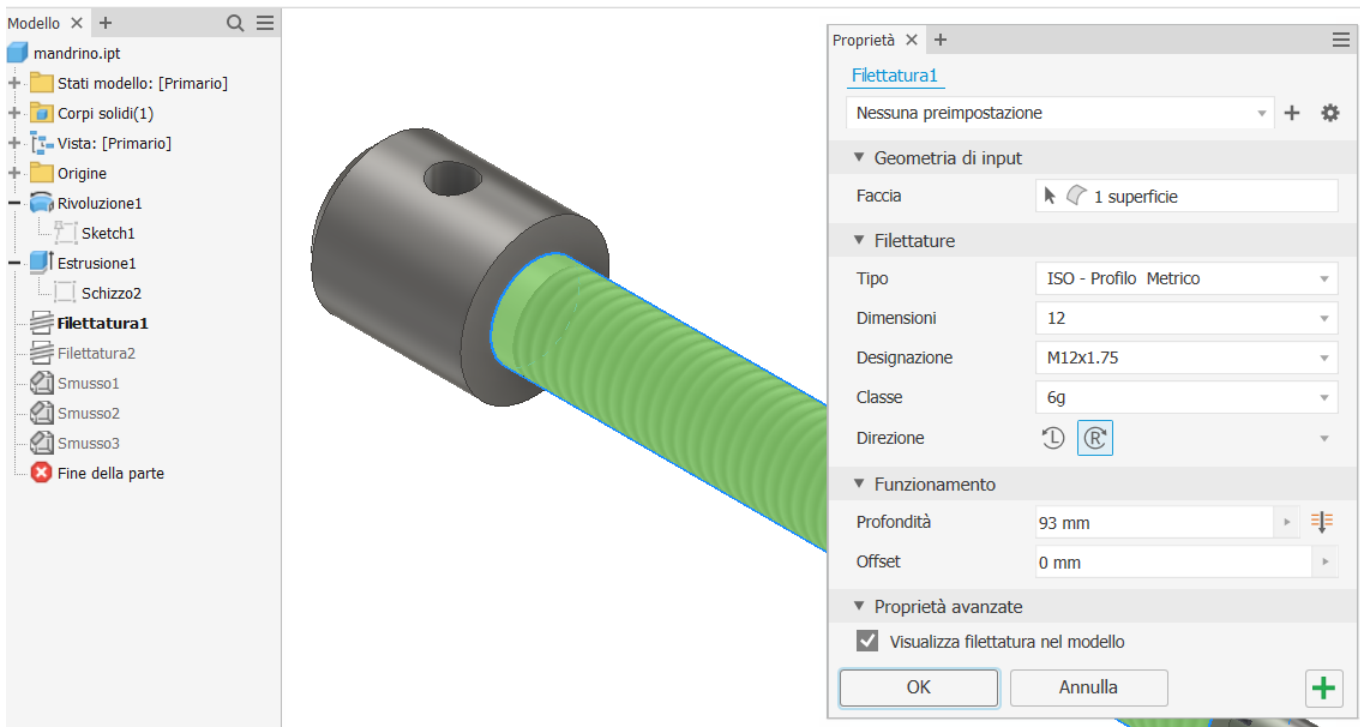 Modello
mandrino.ipt
Stati modello: [Primario]
Corpi solidi(1)
Vista: [Primario]
Origine
Rivoluzione1
Sketch1
Estrusione1
Schizzo2
Filettatura1
Filettatura2
Smusso1
Smusso2
Smusso3
Fine della parte
Proprietà
Filettatura1
Nessuna preimpostazione
Geometria di input
Faccia 1 superficie
Filettature
Tipo ISO - Profilo Metrico
Dimensioni 12
Designazione M12x1.75
Classe 6g
Direzione L R
Funzionamento
Profondità 93 mm
Offset 0 mm
Proprietà avanzate
Visualizza filettatura nel modello
OK Annulla